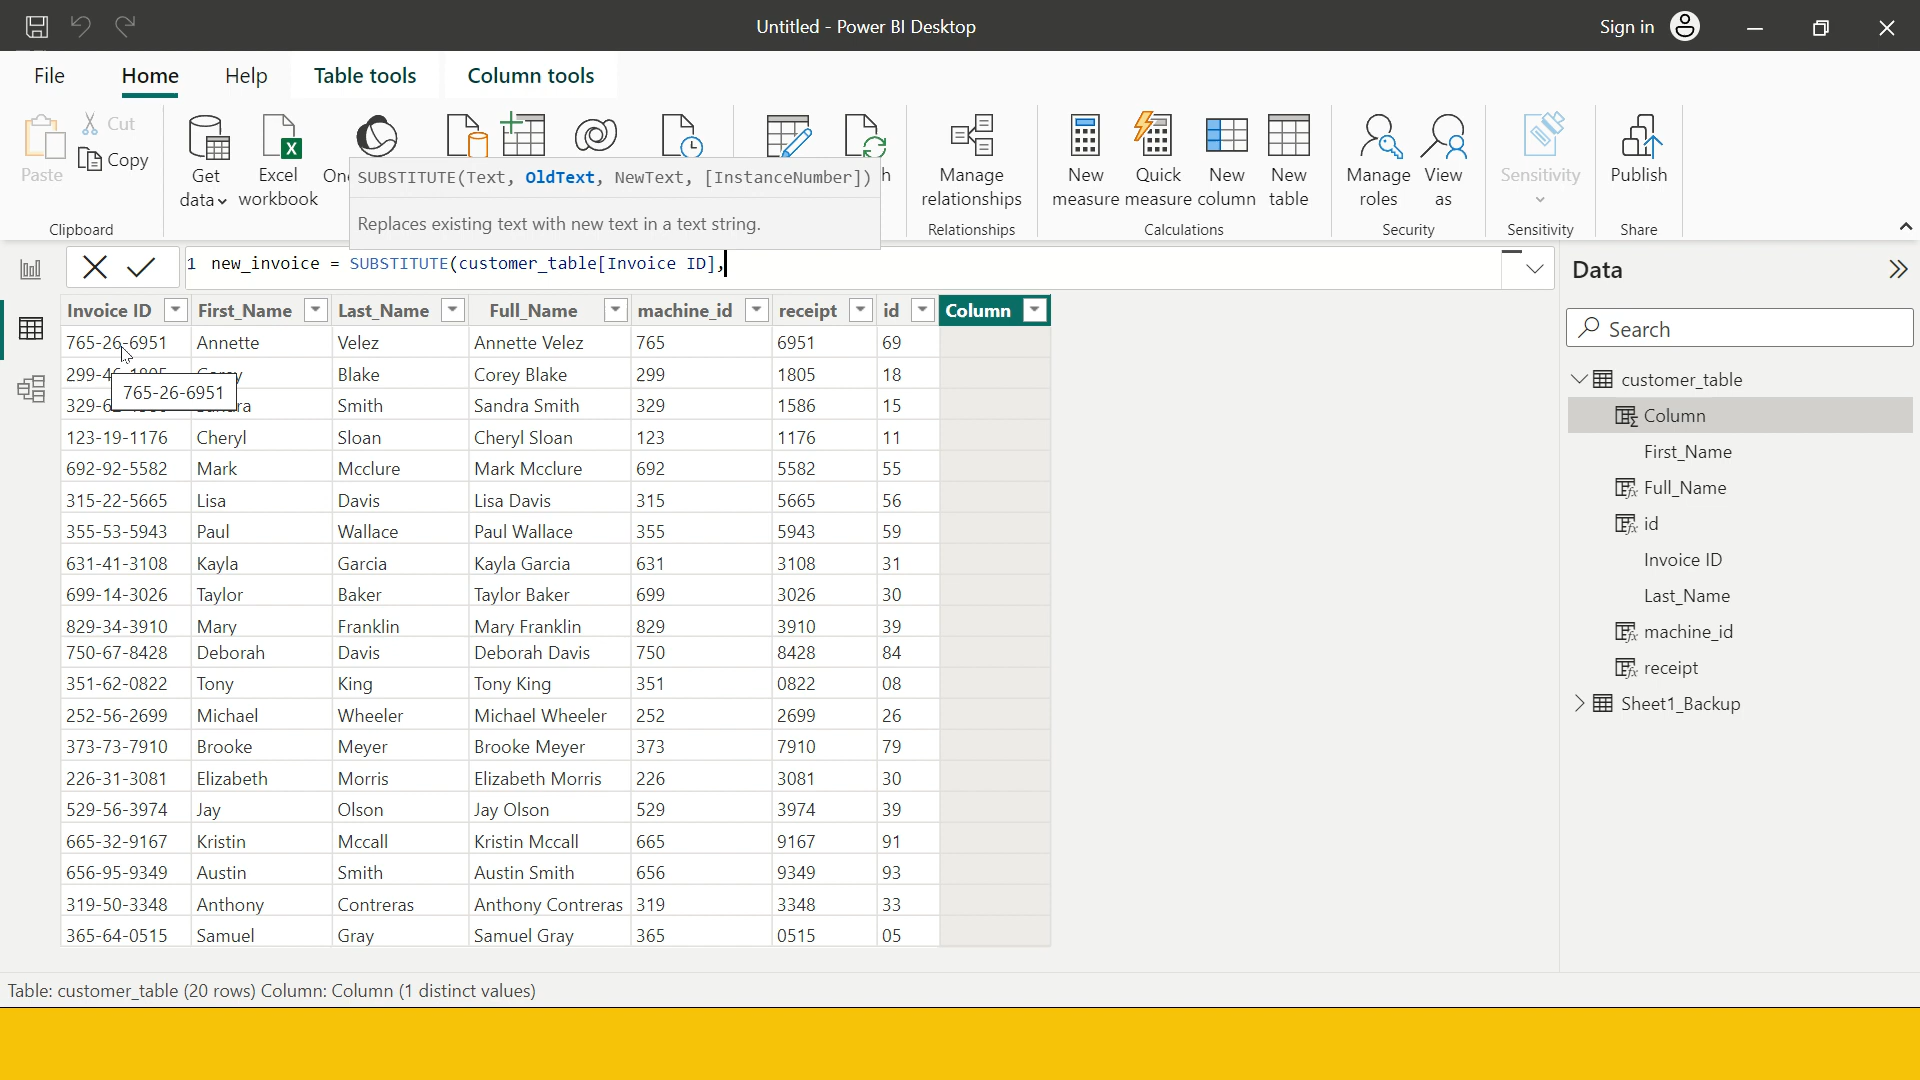 Untitled - Power BI Desktop
Sign in
File
Home
Help
Table tools
Column tools
Paste
Cut
Copy
Clipboard
Get data
Excel workbook
SUBSTITUTE(Text, OldText, NewText, [InstanceNumber])
Replaces existing text with new text in a text string.
Manage relationships
Relationships
New measure
Quick measure
New column
New table
Calculations
Manage roles
View as
Security
Sensitivity
Sensitivity
Publish
Share
1 new_invoice = SUBSTITUTE(customer_table[Invoice ID],
Invoice ID First_Name Last_Name Full_Name machine_id receipt id Column
765-26-6951 Annette Velez Annette Velez 765 6951 69
Blake Corey Blake 299 1805 18
765-26-6951
Smith Sandra Smith 329 1586 15
123-19-1176 Cheryl Sloan Cheryl Sloan 123 1176 11
692-92-5582 Mark Mcclure Mark Mcclure 692 5582 55
315-22-5665 Lisa Davis Lisa Davis 315 5665 56
355-53-5943 Paul Wallace Paul Wallace 355 5943 59
631-41-3108 Kayla Garcia Kayla Garcia 631 3108 31
699-14-3026 Taylor Baker Taylor Baker 699 3026 30
829-34-3910 Mary Franklin Mary Franklin 829 3910 39
750-67-8428 Deborah Davis Deborah Davis 750 8428 84
351-62-0822 Tony King Tony King 351 0822 08
252-56-2699 Michael Wheeler Michael Wheeler 252 2699 26
373-73-7910 Brooke Meyer Brooke Meyer 373 7910 79
226-31-3081 Elizabeth Morris Elizabeth Morris 226 3081 30
529-56-3974 Jay Olson Jay Olson 529 3974 39
665-32-9167 Kristin Mccall Kristin Mccall 665 9167 91
656-95-9349 Austin Smith Austin Smith 656 9349 93
319-50-3348 Anthony Contreras Anthony Contreras 319 3348 33
365-64-0515 Samuel Gray Samuel Gray 365 0515 05
Data
Search
customer_table
Column
First_Name
Full_Name
id
Invoice ID
Last_Name
machine_id
receipt
Sheet1_Backup
Table: customer_table (20 rows) Column: Column (1 distinct values)